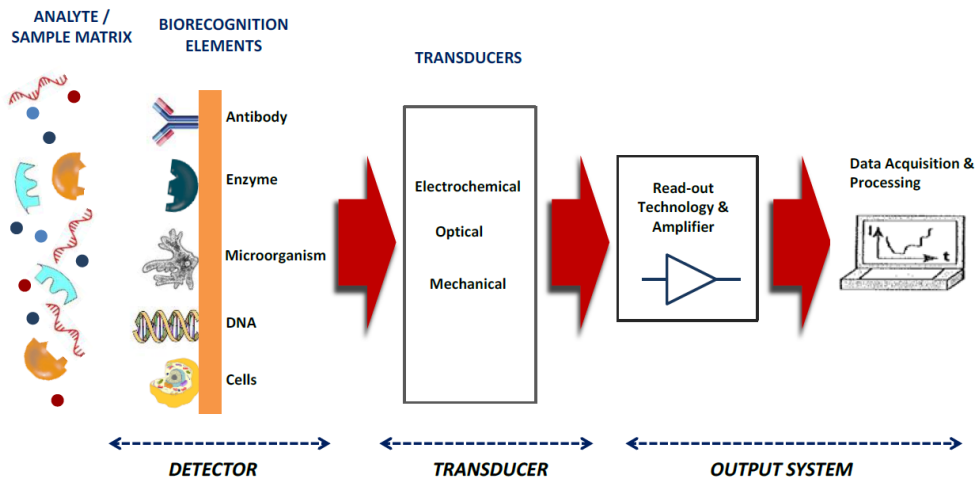 ANALYTE /
SAMPLE MATRIX
BIORECOGNITION
ELEMENTS
TRANSDUCERS
Antibody
Enzyme
Microorganism
DNA
Cells
Electrochemical
Optical
Mechanical
Read-out
Technology &
Amplifier
Data Acquisition &
Processing
I
t
DETECTOR
TRANSDUCER
OUTPUT SYSTEM